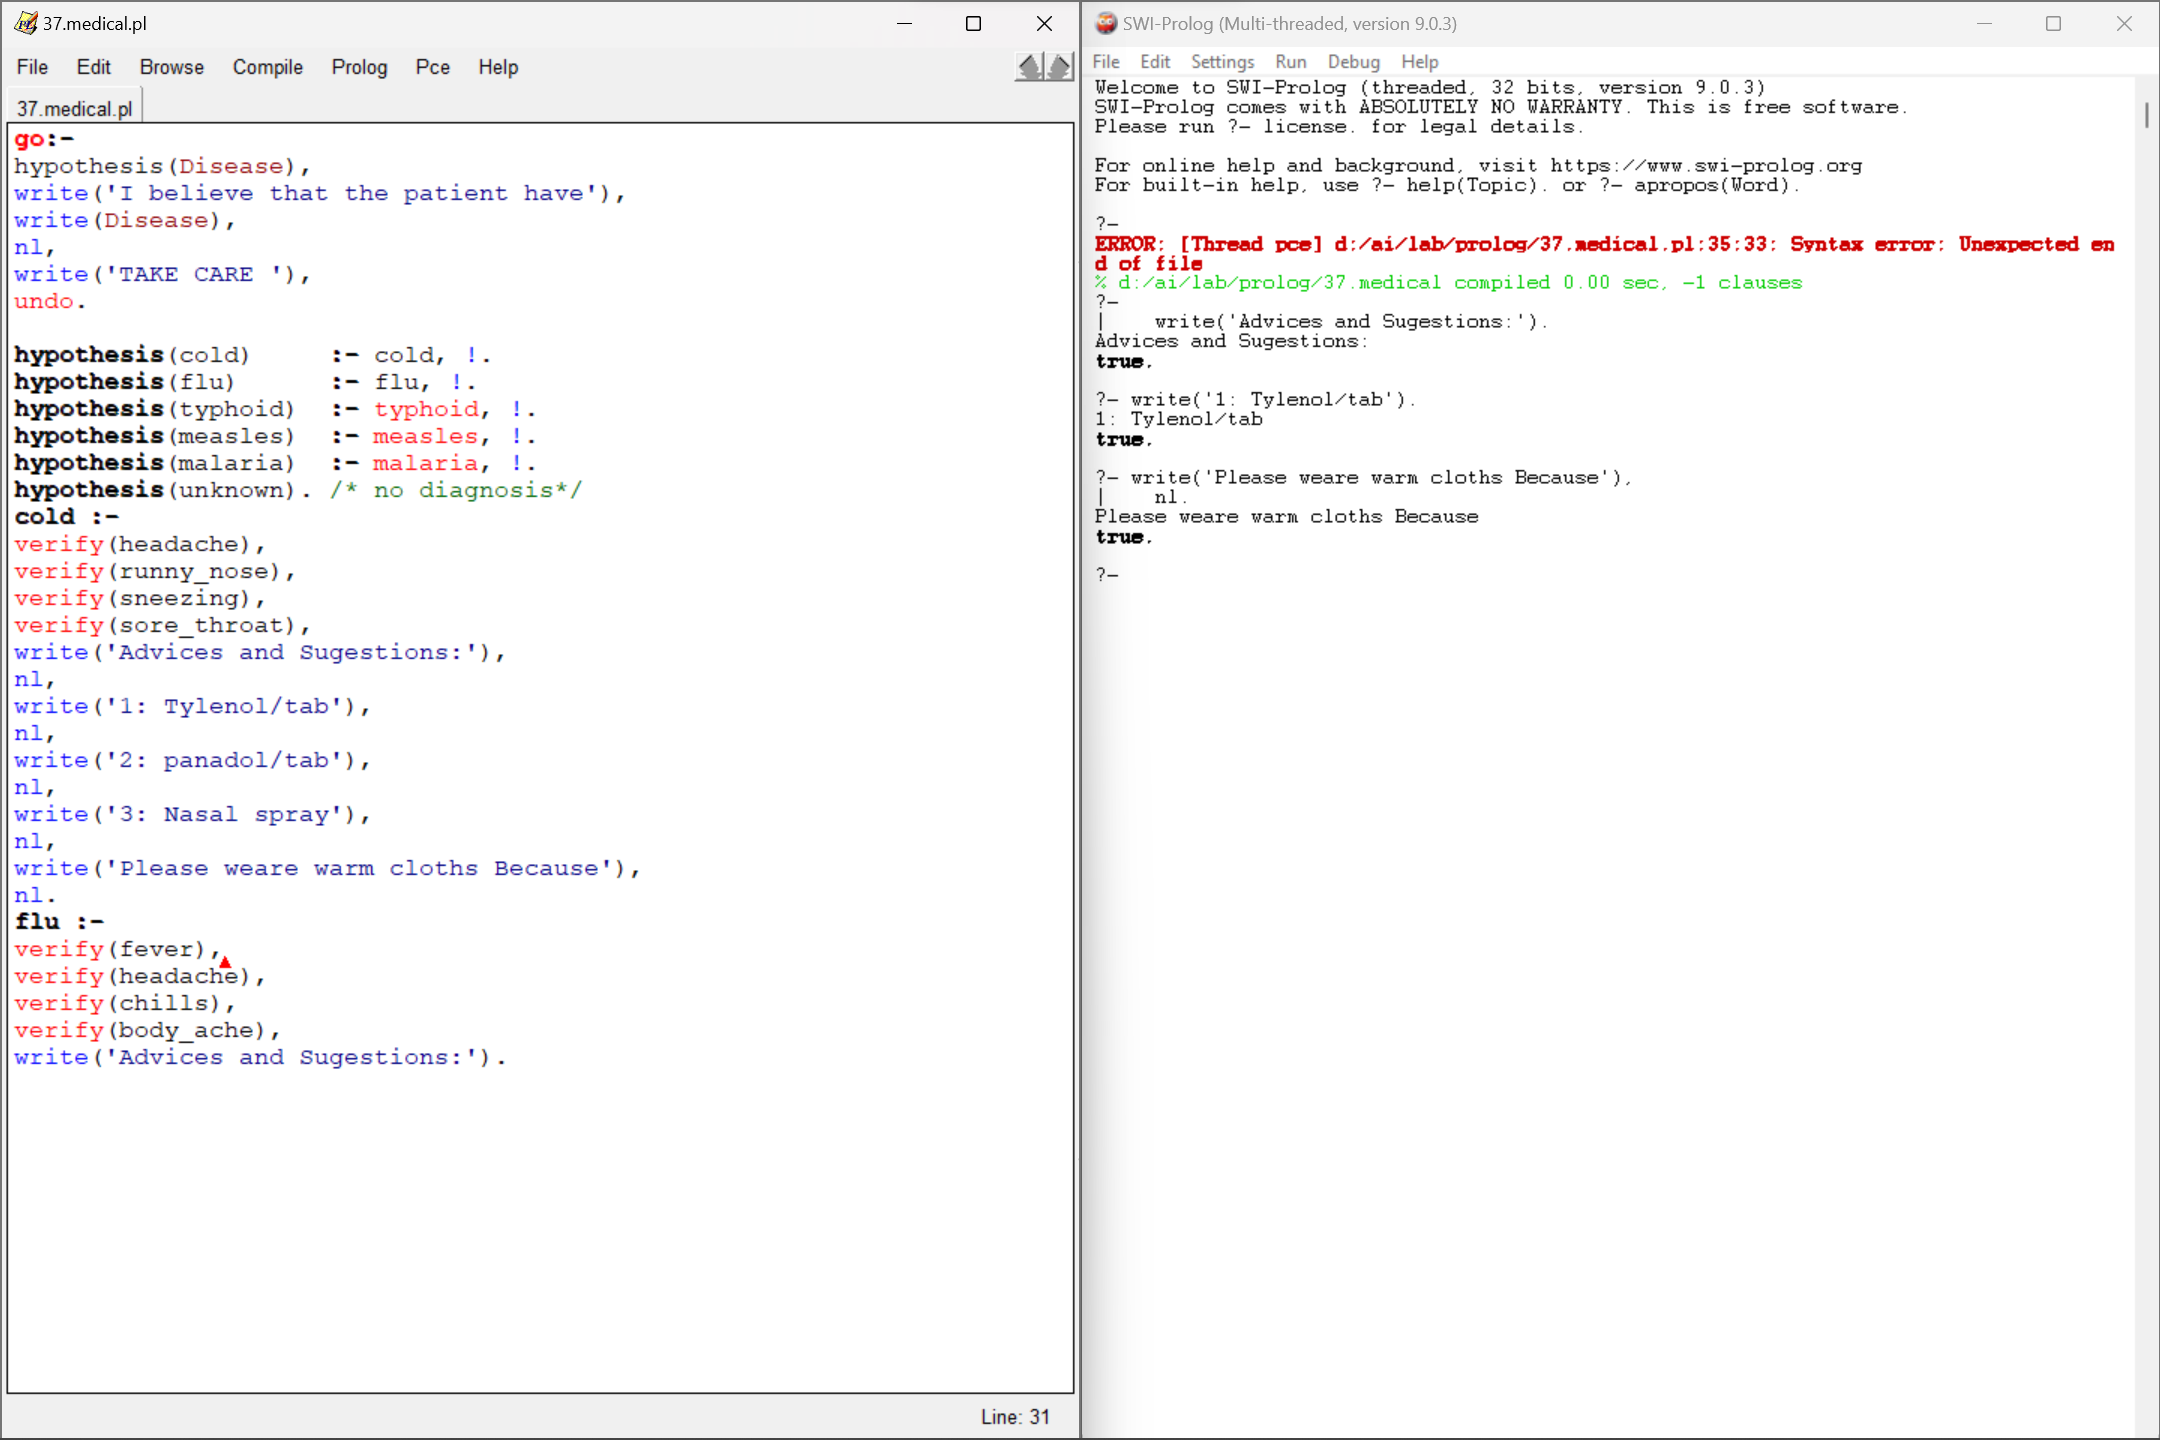 37.medical.pl
File Edit Browse Compile Prolog Pce Help
37.medical.pl
go:-
hypothesis(Disease),
write('I believe that the patient have'),
write(Disease),
nl,
write('TAKE CARE '),
undo.
hypothesis(cold) :- cold, !.
hypothesis(flu) :- flu, !.
hypothesis(typhoid) :- typhoid, !.
hypothesis(measles) :- measles, !.
hypothesis(malaria) :- malaria, !.
hypothesis(unknown). /* no diagnosis*/
cold :-
verify(headache),
verify(runny_nose),
verify(sneezing),
verify(sore_throat),
write('Advices and Sugestions:'),
nl,
write('1: Tylenol/tab'),
nl,
write('2: panadol/tab'),
nl,
write('3: Nasal spray'),
nl,
write('Please weare warm cloths Because'),
nl.
flu :-
verify(fever),
verify(headache),
verify(chills),
verify(body_ache),
write('Advices and Sugestions:').
Line: 31
SWI-Prolog (Multi-threaded, version 9.0.3)
File Edit Settings Run Debug Help
Welcome to SWI-Prolog (threaded, 32 bits, version 9.0.3)
SWI-Prolog comes with ABSOLUTELY NO WARRANTY. This is free software.
Please run ?- license. for legal details.
For online help and background, visit https://www.swi-prolog.org
For built-in help, use ?- help(Topic). or ?- apropos(Word).
?-
ERROR: [Thread pce] d:/ai/lab/prolog/37.medical.pl:35:33: Syntax error: Unexpected en
d of file
% d:/ai/lab/prolog/37.medical compiled 0.00 sec, -1 clauses
?-
| write('Advices and Sugestions:').
Advices and Sugestions:
true.
?- write('1: Tylenol/tab').
1: Tylenol/tab
true.
?- write('Please weare warm cloths Because'),
| nl.
Please weare warm cloths Because
true.
?-